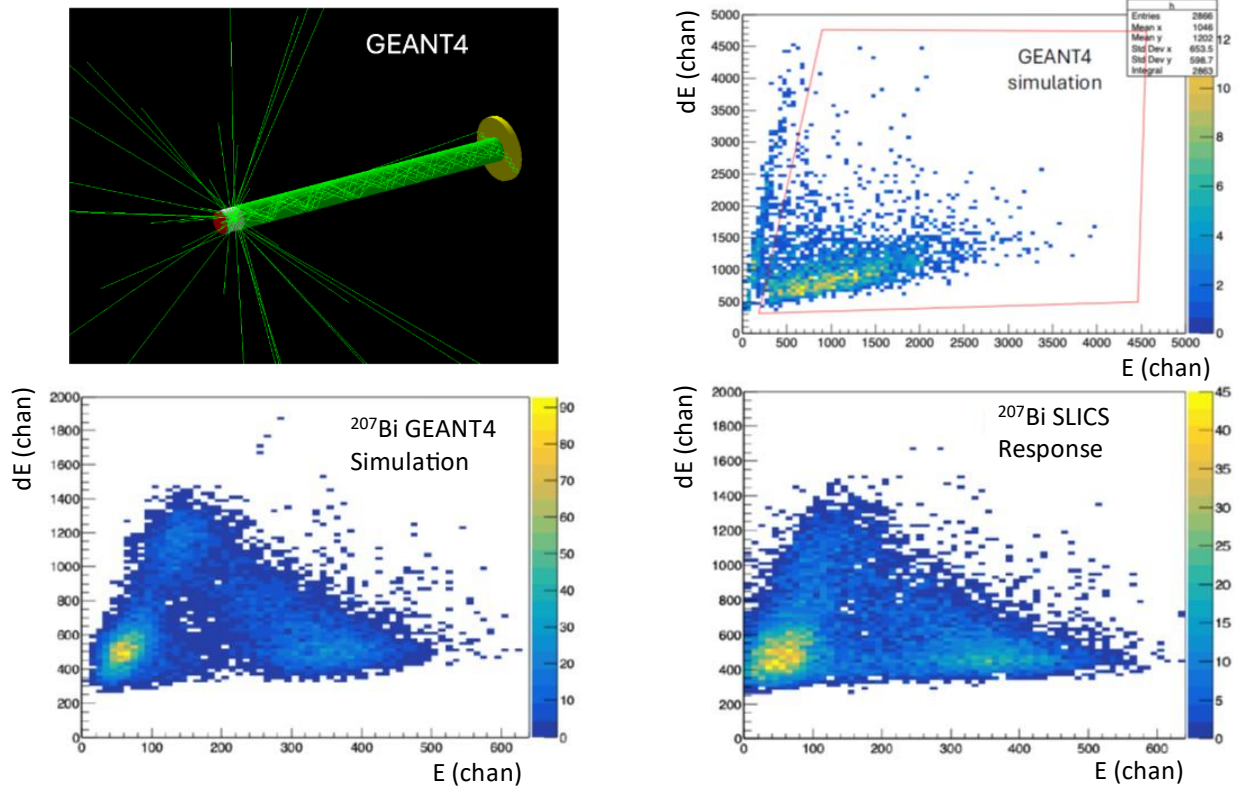 GEANT4
h
Entries 2866
Mean x 1046
Mean y 1202
Std Dev x 653.5
Std Dev y 598.7
Integral 2863
GEANT4
simulation
dE (chan)
5000
4500
4000
3500
3000
2500
2000
1500
1000
500
0
0 500 1000 1500 2000 2500 3000 3500 4000 4500 5000
E (chan)
12
10
8
6
4
2
0
²⁰⁷Bi GEANT4
Simulation
dE (chan)
2000
1800
1600
1400
1200
1000
800
600
400
200
0
0 100 200 300 400 500 600
E (chan)
90
80
70
60
50
40
30
20
10
0
²⁰⁷Bi SLICS
Response
dE (chan)
2000
1800
1600
1400
1200
1000
800
600
400
200
0
0 100 200 300 400 500 600
E (chan)
45
40
35
30
25
20
15
10
5
0